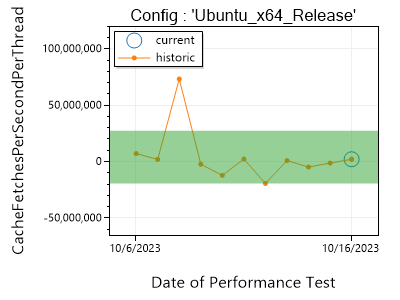 Config : 'Ubuntu_x64_Release'
current
historic
CacheFetchesPerSecondPerThread
100,000,000
50,000,000
0
-50,000,000
10/6/2023
10/16/2023
Date of Performance Test